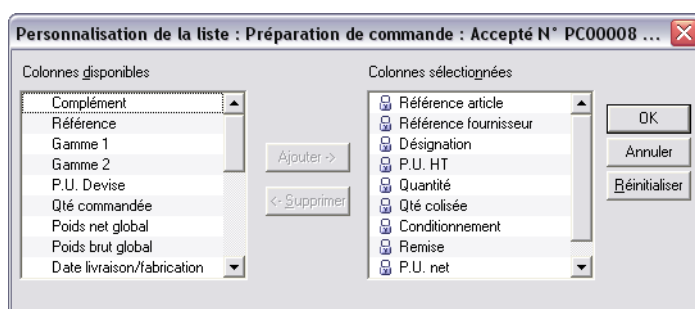 Personnalisation de la liste : Préparation de commande : Accepté N° PC00008 ...
Colonnes disponibles
Complément
Référence
Gamme 1
Gamme 2
P.U. Devise
Qté commandée
Poids net global
Poids brut global
Date livraison/fabrication
Ajouter ->
<- Supprimer
Colonnes sélectionnées
Référence article
Référence fournisseur
Désignation
P.U. HT
Quantité
Qté colisée
Conditionnement
Remise
P.U. net
OK
Annuler
Réinitialiser